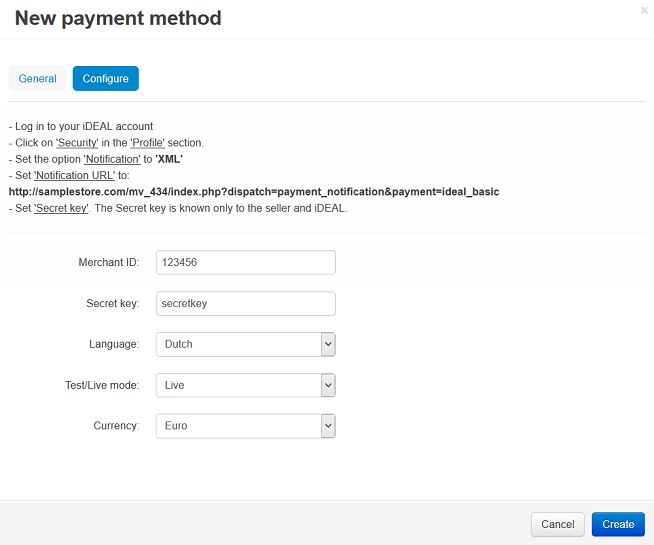 New payment method
General Configure
- Log in to your iDEAL account
- Click on 'Security' in the 'Profile' section.
- Set the option 'Notification' to 'XML'
- Set 'Notification URL' to:
http://samplestore.com/mv_434/index.php?dispatch=payment_notification&payment=ideal_basic
- Set 'Secret key'. The Secret key is known only to the seller and iDEAL.
Merchant ID: 123456
Secret key: secretkey
Language: Dutch
Test/Live mode: Live
Currency: Euro
Cancel Create